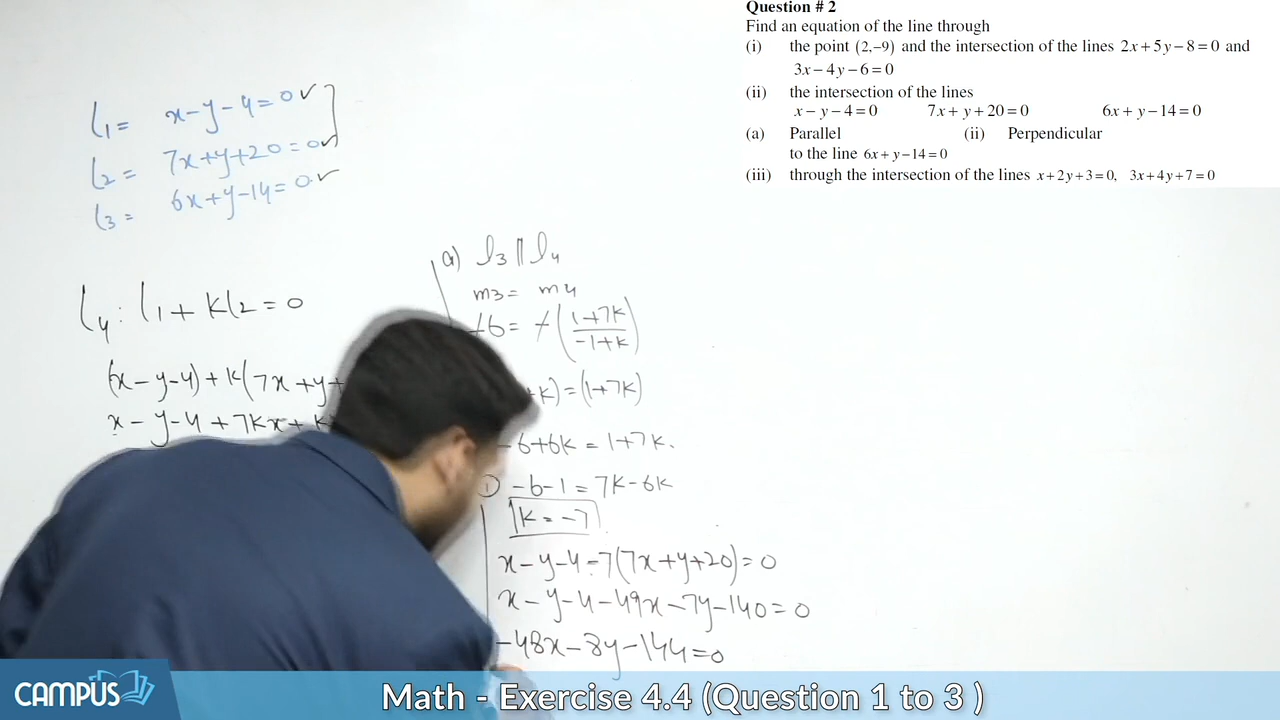 Question # 2
Find an equation of the line through
(i) the point (2,−9) and the intersection of the lines 2x+5y−8=0 and
3x−4y−6=0
(ii) the intersection of the lines
x−y−4=0 7x+y+20=0 6x+y−14=0
(a) Parallel (ii) Perpendicular
to the line 6x+y−14=0
(iii) through the intersection of the lines x+2y+3=0, 3x+4y+7=0
l1= x-y-4=0 ✓
l2= 7x+y+20=0 ✓
l3= 6x+y-14=0 ✓
l4: l1+kl2=0
(x-y-4)+k(7x+y+
x-y-4+7kx+k
a) l3 ∥ l4
m3= m4
-6= -(1+7k/-1+k)
+k)=(1+7k)
-6+6k=1+7k.
① -6-1=7k-6k
k=-7
x-y-4-7(7x+y+20)=0
x-y-4-49x-7y-140=0
-48x-8y-144=0
CAMPUS
Math - Exercise 4.4 (Question 1 to 3 )